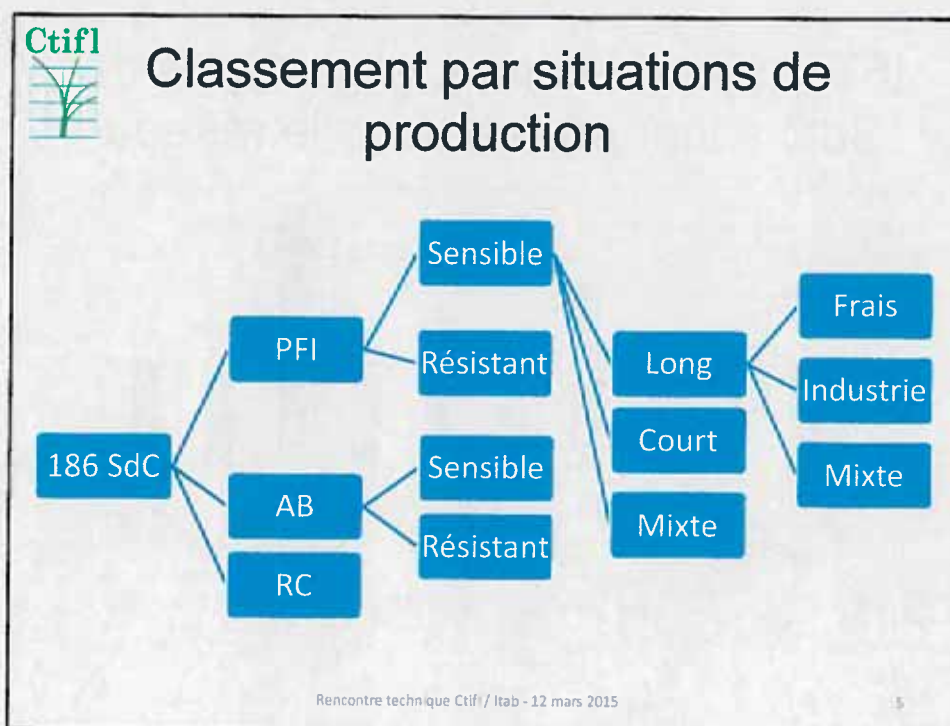 Ctifl
Classement par situations de
production
186 SdC
PFI
AB
RC
Sensible
Résistant
Sensible
Résistant
Long
Court
Mixte
Frais
Industrie
Mixte
Rencontre technique Ctifl / Itab - 12 mars 2015
5